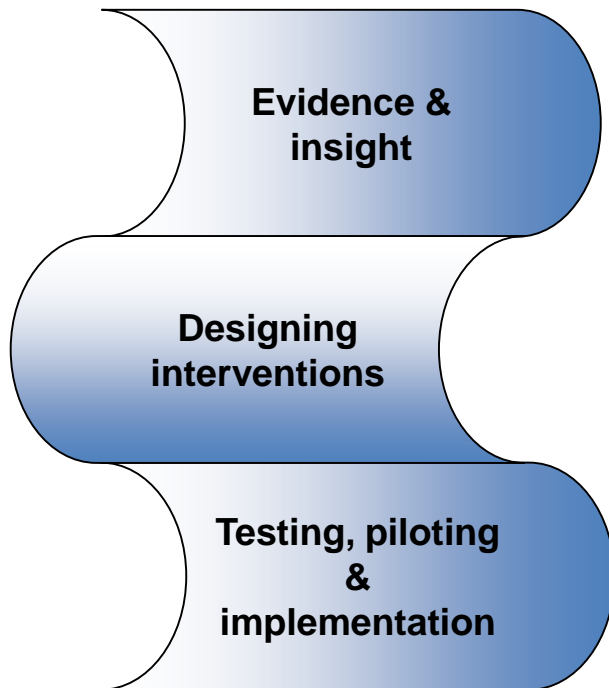 Evidence &
insight
Designing
interventions
Testing, piloting
&
implementation